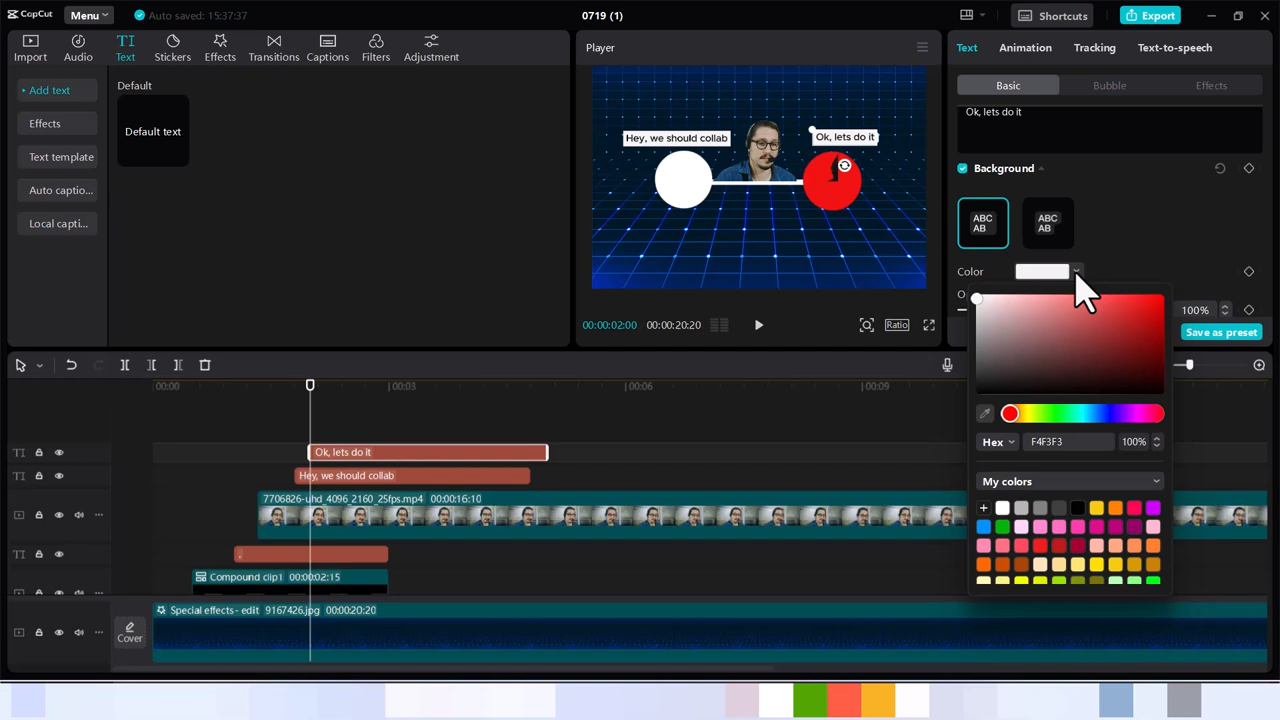 CapCut Menu Auto saved: 15:37:37 0719 (1) Shortcuts Export
Import Audio Text Stickers Effects Transitions Captions Filters Adjustment
Add text
Effects
Text template
Auto captio...
Local capti...
Default
Default text
Player
Hey, we should collab
Ok, lets do it
00:00:02:00 00:00:20:20 Ratio
Text Animation Tracking Text-to-speech
Basic Bubble Effects
Ok, lets do it
Background
ABC
AB
ABC
AB
Color
O
100%
Save as preset
Hex F4F3F3 100%
My colors
00:00 00:03 00:06 00:09
TI Ok, lets do it
TI Hey, we should collab
7706826-uhd_4096_2160_25fps.mp4 00:00:16:10
TI .
Compound clip1 00:00:02:15
Cover
Special effects- edit 9167426.jpg 00:00:20:20